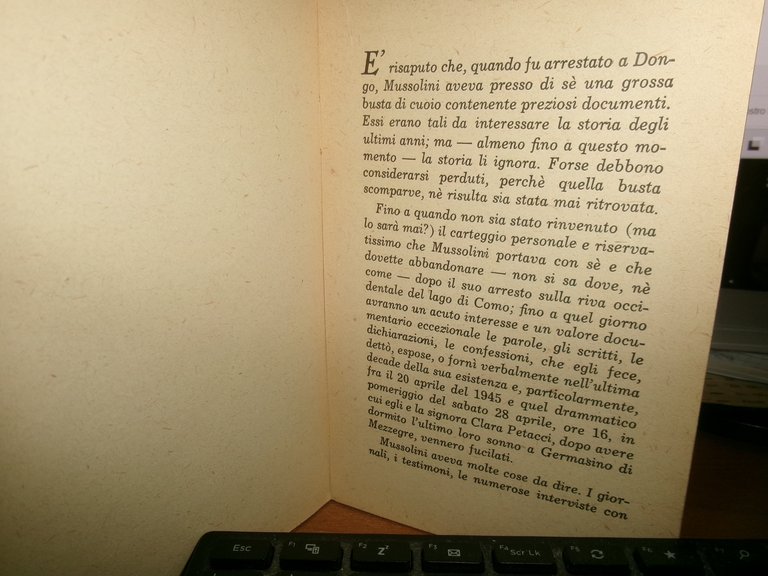 E' risaputo che, quando fu arrestato a Don-
go, Mussolini aveva presso di sè una grossa
busta di cuoio contenente preziosi documenti.
Essi erano tali da interessare la storia degli
ultimi anni; ma — almeno fino a questo mo-
mento — la storia li ignora. Forse debbono
considerarsi perduti, perchè quella busta
scomparve, nè risulta sia stata mai ritrovata.
Fino a quando non sia stato rinvenuto (ma
lo sarà mai?) il carteggio personale e riserva-
tissimo che Mussolini portava con sè e che
dovette abbandonare — non si sa dove, nè
come — dopo il suo arresto sulla riva occi-
dentale del lago di Como; fino a quel giorno
avranno un acuto interesse e un valore docu-
mentario eccezionale le parole, gli scritti, le
dichiarazioni, le confessioni, che egli fece,
dettò, espose, o fornì verbalmente nell'ultima
decade della sua esistenza e, particolarmente,
fra il 20 aprile del 1945 e quel drammatico
pomeriggio del sabato 28 aprile, ore 16, in
cui egli e la signora Clara Petacci, dopo avere
dormito l'ultimo loro sonno a Germasino di
Mezzegre, vennero fucilati.
Mussolini aveva molte cose da dire. I gior-
nali, i testimoni, le numerose interviste con
Esc F1 F2 Z F3 F4 Scr Lk F5 F6 F7